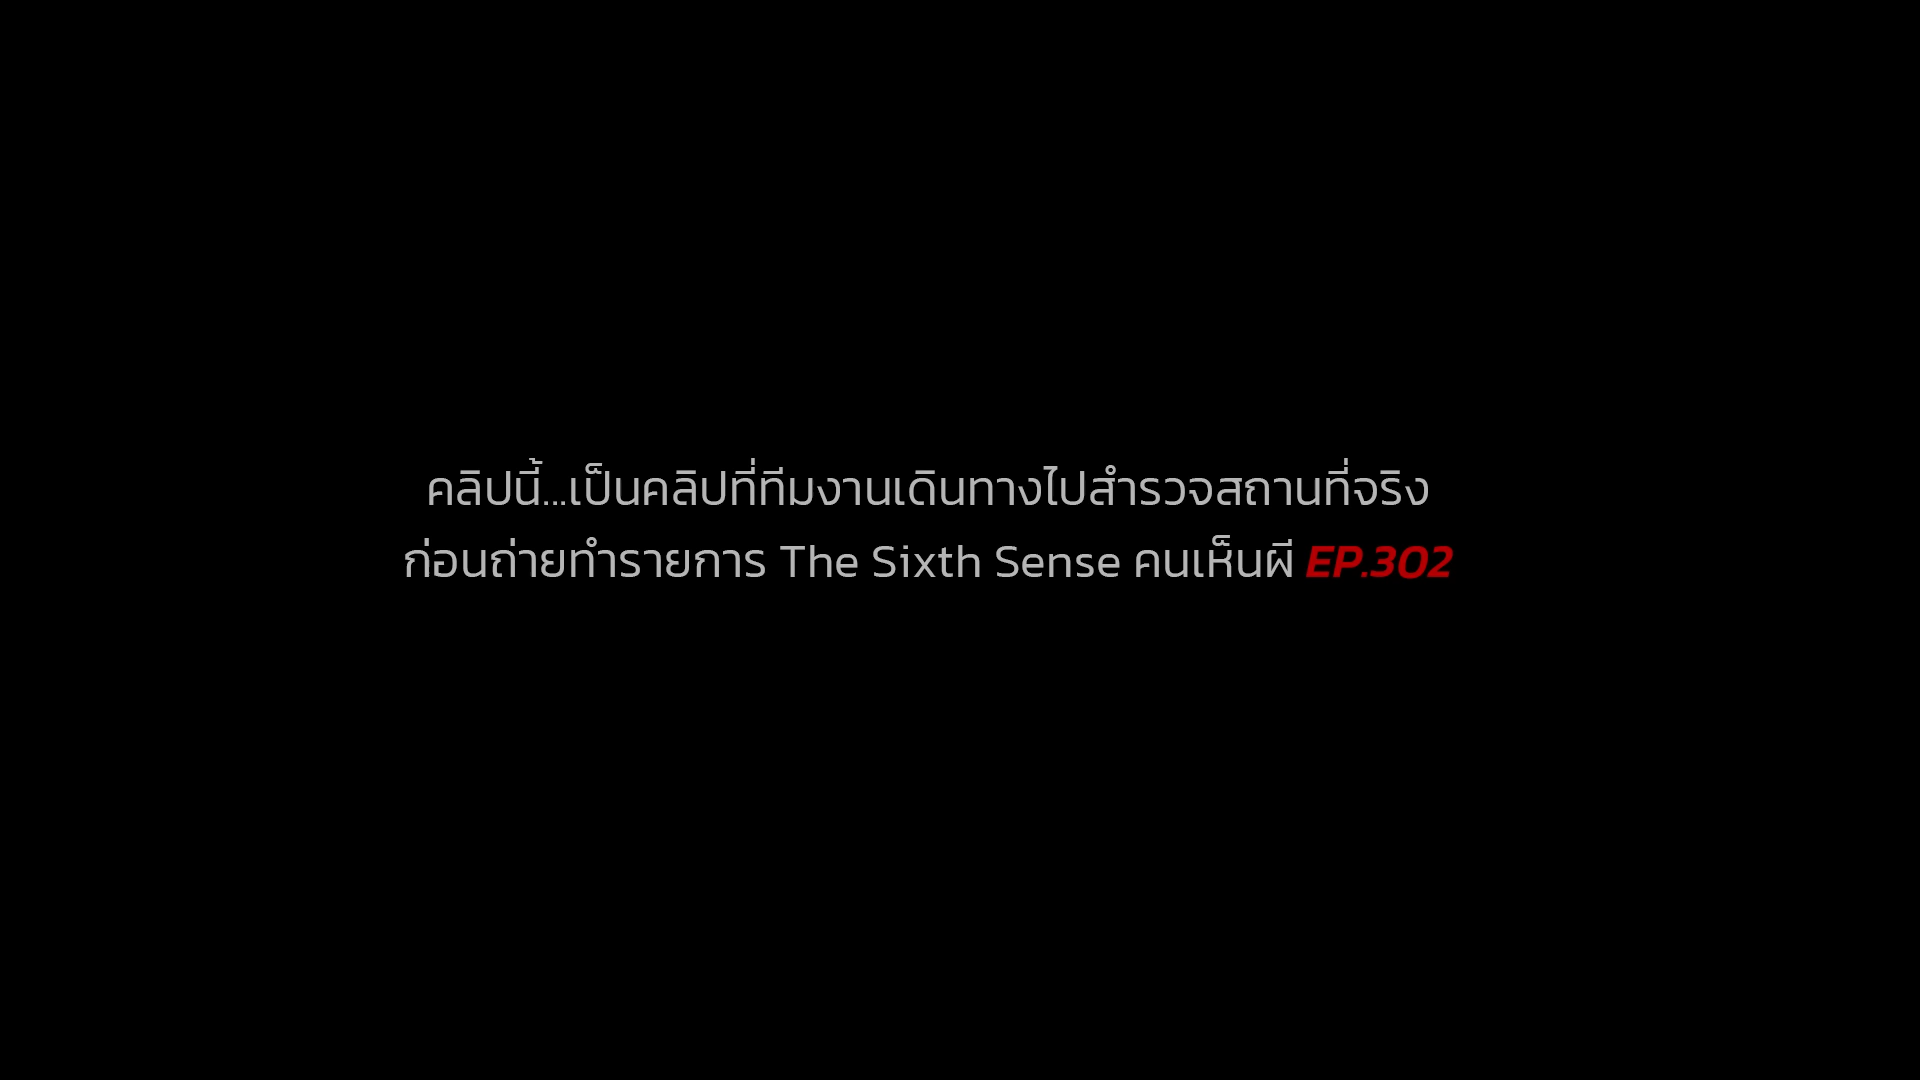 คลิปนี้...เป็นคลิปที่ทีมงานเดินทางไปสำรวจสถานที่จริง
ก่อนถ่ายทำรายการ The Sixth Sense คนเห็นผี EP.302